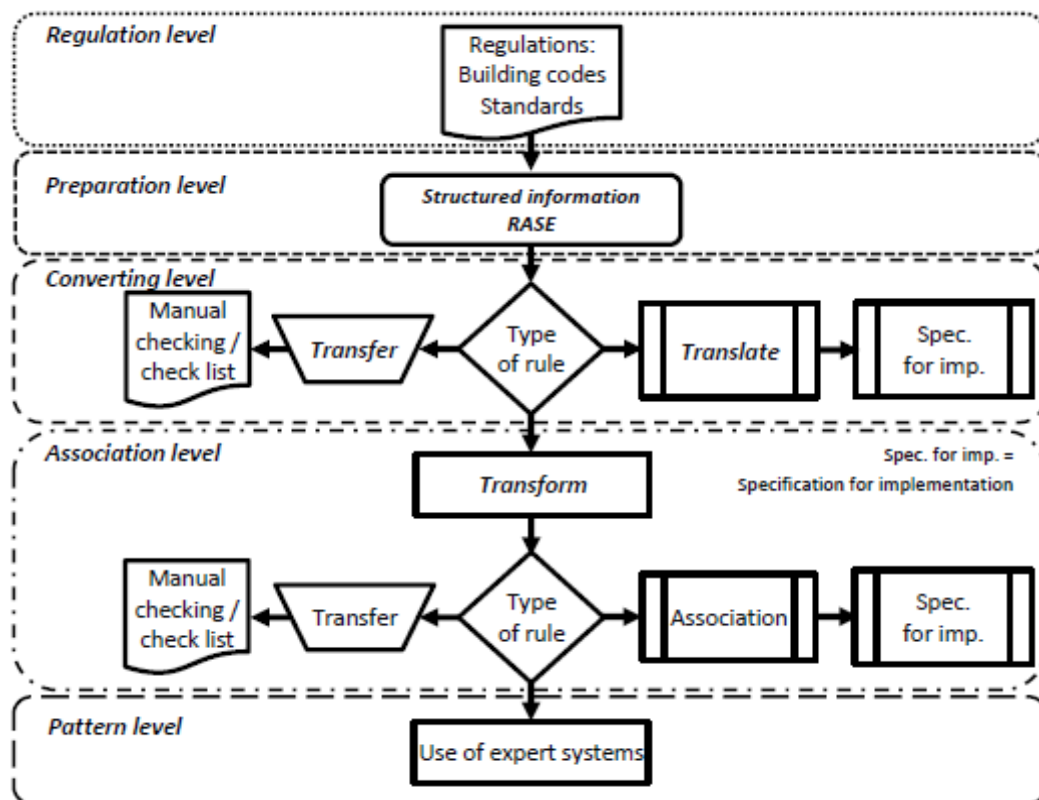 Regulation level
Regulations:
Building codes
Standards
Preparation level
Structured information
RASE
Converting level
Manual
checking /
check list
Transfer
Type
of rule
Translate
Spec.
for imp.
Association level
Spec. for imp. =
Specification for implementation
Transform
Manual
checking /
check list
Transfer
Type
of rule
Association
Spec.
for imp.
Pattern level
Use of expert systems